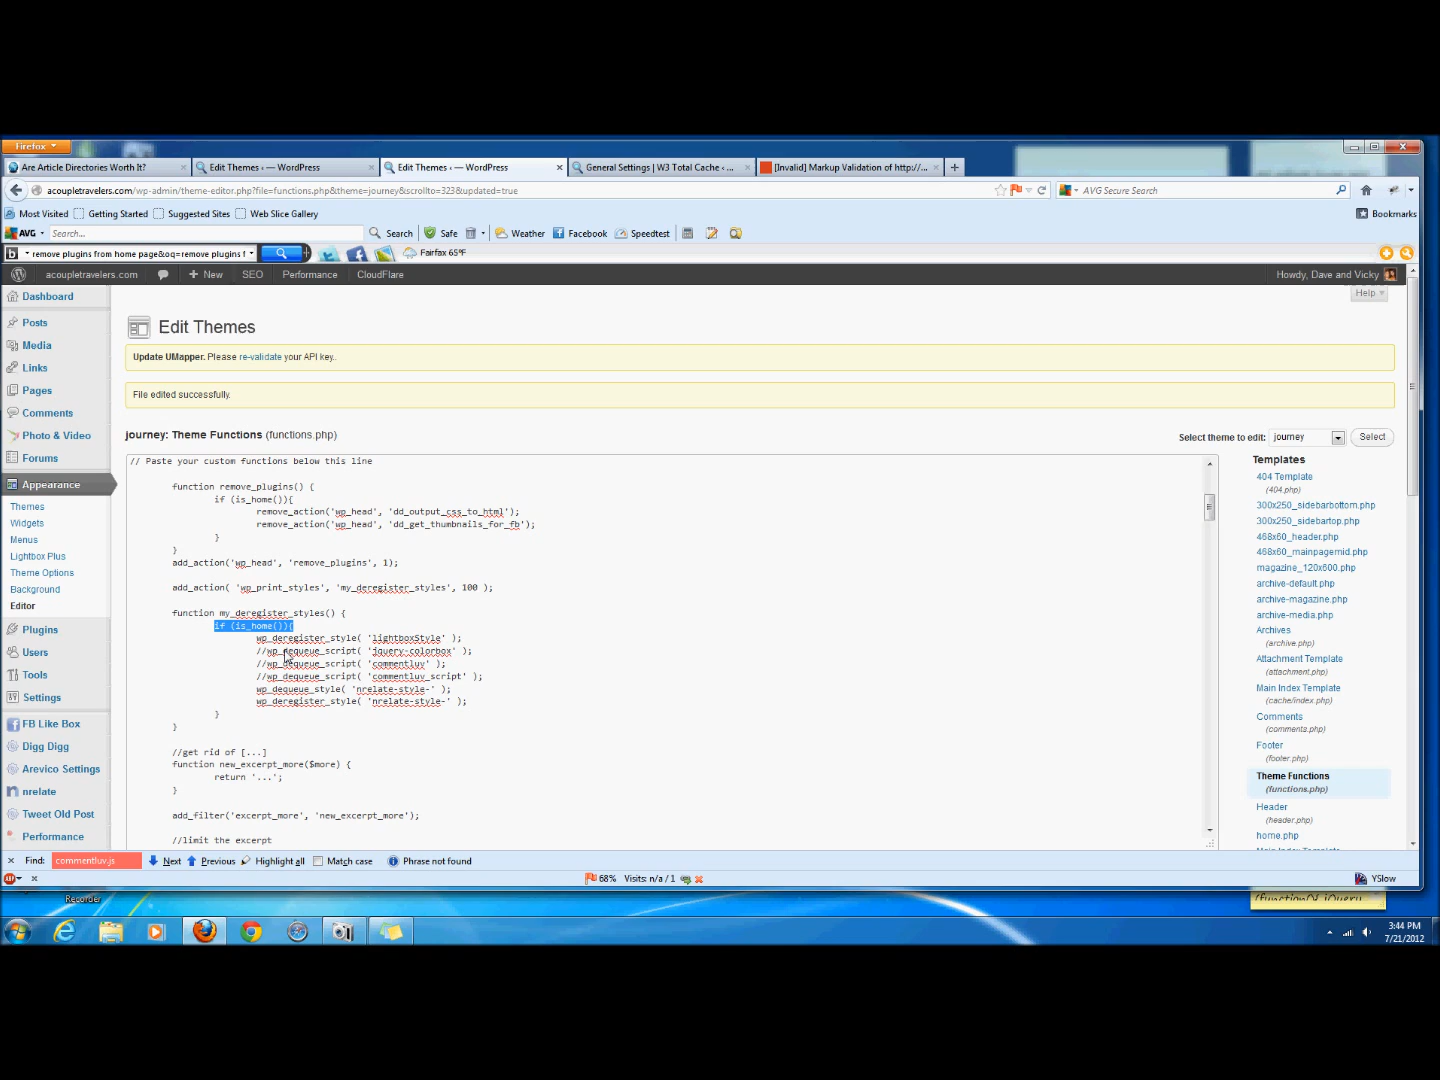 Firefox
Are Article Directories Worth It?
Edit Themes ‹ — WordPress
Edit Themes ‹ — WordPress
General Settings | W3 Total Cache ‹ ...
[Invalid] Markup Validation of http://...
acoupletravelers.com/wp-admin/theme-editor.php?file=functions.php&theme=journey&scrollto=323&updated=true
AVG Secure Search
Most Visited
Getting Started
Suggested Sites
Web Slice Gallery
Bookmarks
AVG
Search...
Search
Safe
Weather
Facebook
Speedtest
b
remove plugins from home page&oq=remove plugins f
Fairfax 65°F
acoupletravelers.com
+ New
SEO
Performance
CloudFlare
Howdy, Dave and Vicky
Help
Dashboard
Posts
Media
Links
Pages
Comments
Photo & Video
Forums
Appearance
Themes
Widgets
Menus
Lightbox Plus
Theme Options
Background
Editor
Plugins
Users
Tools
Settings
FB Like Box
Digg Digg
Arevico Settings
nrelate
Tweet Old Post
Performance
Edit Themes
Update UMapper. Please re-validate your API key..
File edited successfully.
journey: Theme Functions (functions.php)
Select theme to edit:
journey
Select
// Paste your custom functions below this line
function remove_plugins() {
if (is_home()){
remove_action('wp_head', 'dd_output_css_to_html');
remove_action('wp_head', 'dd_get_thumbnails_for_fb');
}
}
add_action('wp_head', 'remove_plugins', 1);
add_action( 'wp_print_styles', 'my_deregister_styles', 100 );
function my_deregister_styles() {
if (is_home()){
wp_deregister_style( 'lightboxStyle' );
//wp_dequeue_script( 'jquery-colorbox' );
//wp_dequeue_script( 'commentluv' );
//wp_dequeue_script( 'commentluv_script' );
wp_dequeue_style( 'nrelate-style-' );
wp_deregister_style( 'nrelate-style-' );
}
}
//get rid of [...]
function new_excerpt_more($more) {
return '...';
}
add_filter('excerpt_more', 'new_excerpt_more');
//limit the excerpt
Templates
404 Template
(404.php)
300x250_sidebarbottom.php
300x250_sidebartop.php
468x60_header.php
468x60_mainpagemid.php
magazine_120x600.php
archive-default.php
archive-magazine.php
archive-media.php
Archives
(archive.php)
Attachment Template
(attachment.php)
Main Index Template
(cache/index.php)
Comments
(comments.php)
Footer
(footer.php)
Theme Functions
(functions.php)
Header
(header.php)
home.php
Main Index Template
Find:
commentluv.js
Next
Previous
Highlight all
Match case
Phrase not found
68%
Visits: n/a / 1
YSlow
Recorder
(functionOf jQuery
3:44 PM
7/21/2012